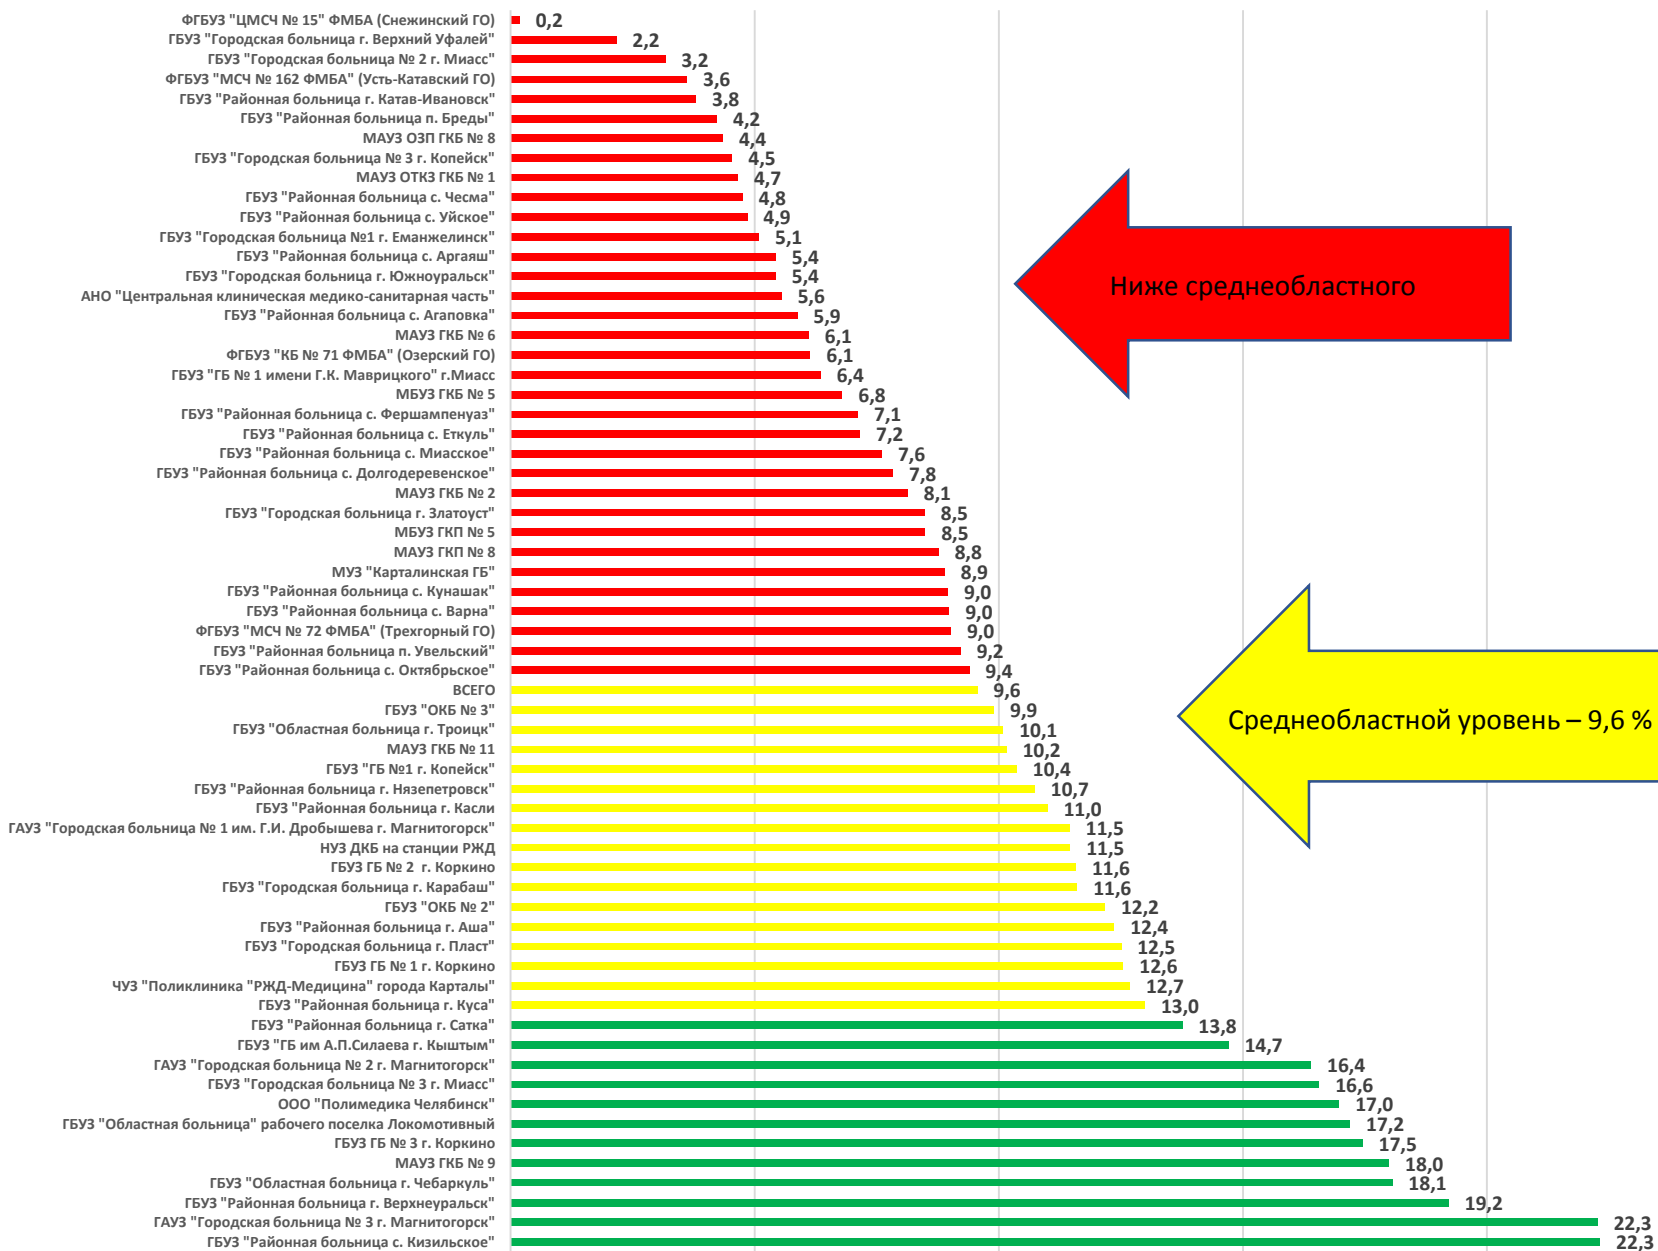 ФГБУЗ "ЦМСЧ № 15" ФМБА (Снежинский ГО) 0,2
ГБУЗ "Городская больница г. Верхний Уфалей" 2,2
ГБУЗ "Городская больница № 2 г. Миасс" 3,2
ФГБУЗ "МСЧ № 162 ФМБА" (Усть-Катавский ГО) 3,6
ГБУЗ "Районная больница г. Катав-Ивановск" 3,8
ГБУЗ "Районная больница п. Бреды" 4,2
МАУЗ ОЗП ГКБ № 8 4,4
ГБУЗ "Городская больница № 3 г. Копейск" 4,5
МАУЗ ОТКЗ ГКБ № 1 4,7
ГБУЗ "Районная больница с. Чесма" 4,8
ГБУЗ "Районная больница с. Уйское" 4,9
ГБУЗ "Городская больница №1 г. Еманжелинск" 5,1
ГБУЗ "Районная больница с. Аргаяш" 5,4
ГБУЗ "Городская больница г. Южноуральск" 5,4
АНО "Центральная клиническая медико-санитарная часть" 5,6
ГБУЗ "Районная больница с. Агаповка" 5,9
МАУЗ ГКБ № 6 6,1
ФГБУЗ "КБ № 71 ФМБА" (Озерский ГО) 6,1
ГБУЗ "ГБ № 1 имени Г.К. Маврицкого" г.Миасс 6,4
МБУЗ ГКБ № 5 6,8
ГБУЗ "Районная больница с. Фершампенуаз" 7,1
ГБУЗ "Районная больница с. Еткуль" 7,2
ГБУЗ "Районная больница с. Миасское" 7,6
ГБУЗ "Районная больница с. Долгодеревенское" 7,8
МАУЗ ГКБ № 2 8,1
ГБУЗ "Городская больница г. Златоуст" 8,5
МБУЗ ГКП № 5 8,5
МАУЗ ГКП № 8 8,8
МУЗ "Карталинская ГБ" 8,9
ГБУЗ "Районная больница с. Кунашак" 9,0
ГБУЗ "Районная больница с. Варна" 9,0
ФГБУЗ "МСЧ № 72 ФМБА" (Трехгорный ГО) 9,0
ГБУЗ "Районная больница п. Увельский" 9,2
ГБУЗ "Районная больница с. Октябрьское" 9,4
ВСЕГО 9,6
ГБУЗ "ОКБ № 3" 9,9
ГБУЗ "Областная больница г. Троицк" 10,1
МАУЗ ГКБ № 11 10,2
ГБУЗ "ГБ №1 г. Копейск" 10,4
ГБУЗ "Районная больница г. Нязепетровск" 10,7
ГБУЗ "Районная больница г. Касли 11,0
ГАУЗ "Городская больница № 1 им. Г.И. Дробышева г. Магнитогорск" 11,5
НУЗ ДКБ на станции РЖД 11,5
ГБУЗ ГБ № 2 г. Коркино 11,6
ГБУЗ "Городская больница г. Карабаш" 11,6
ГБУЗ "ОКБ № 2" 12,2
ГБУЗ "Районная больница г. Аша" 12,4
ГБУЗ "Городская больница г. Пласт" 12,5
ГБУЗ ГБ № 1 г. Коркино 12,6
ЧУЗ "Поликлиника "РЖД-Медицина" города Карталы" 12,7
ГБУЗ "Районная больница г. Куса" 13,0
ГБУЗ "Районная больница г. Сатка" 13,8
ГБУЗ "ГБ им А.П.Силаева г. Кыштым" 14,7
ГАУЗ "Городская больница № 2 г. Магнитогорск" 16,4
ГБУЗ "Городская больница № 3 г. Миасс" 16,6
ООО "Полимедика Челябинск" 17,0
ГБУЗ "Областная больница" рабочего поселка Локомотивный 17,2
ГБУЗ ГБ № 3 г. Коркино 17,5
МАУЗ ГКБ № 9 18,0
ГБУЗ "Областная больница г. Чебаркуль" 18,1
ГБУЗ "Районная больница г. Верхнеуральск" 19,2
ГАУЗ "Городская больница № 3 г. Магнитогорск" 22,3
ГБУЗ "Районная больница с. Кизильское" 22,3
Ниже среднеобластного
Среднеобластной уровень – 9,6 %